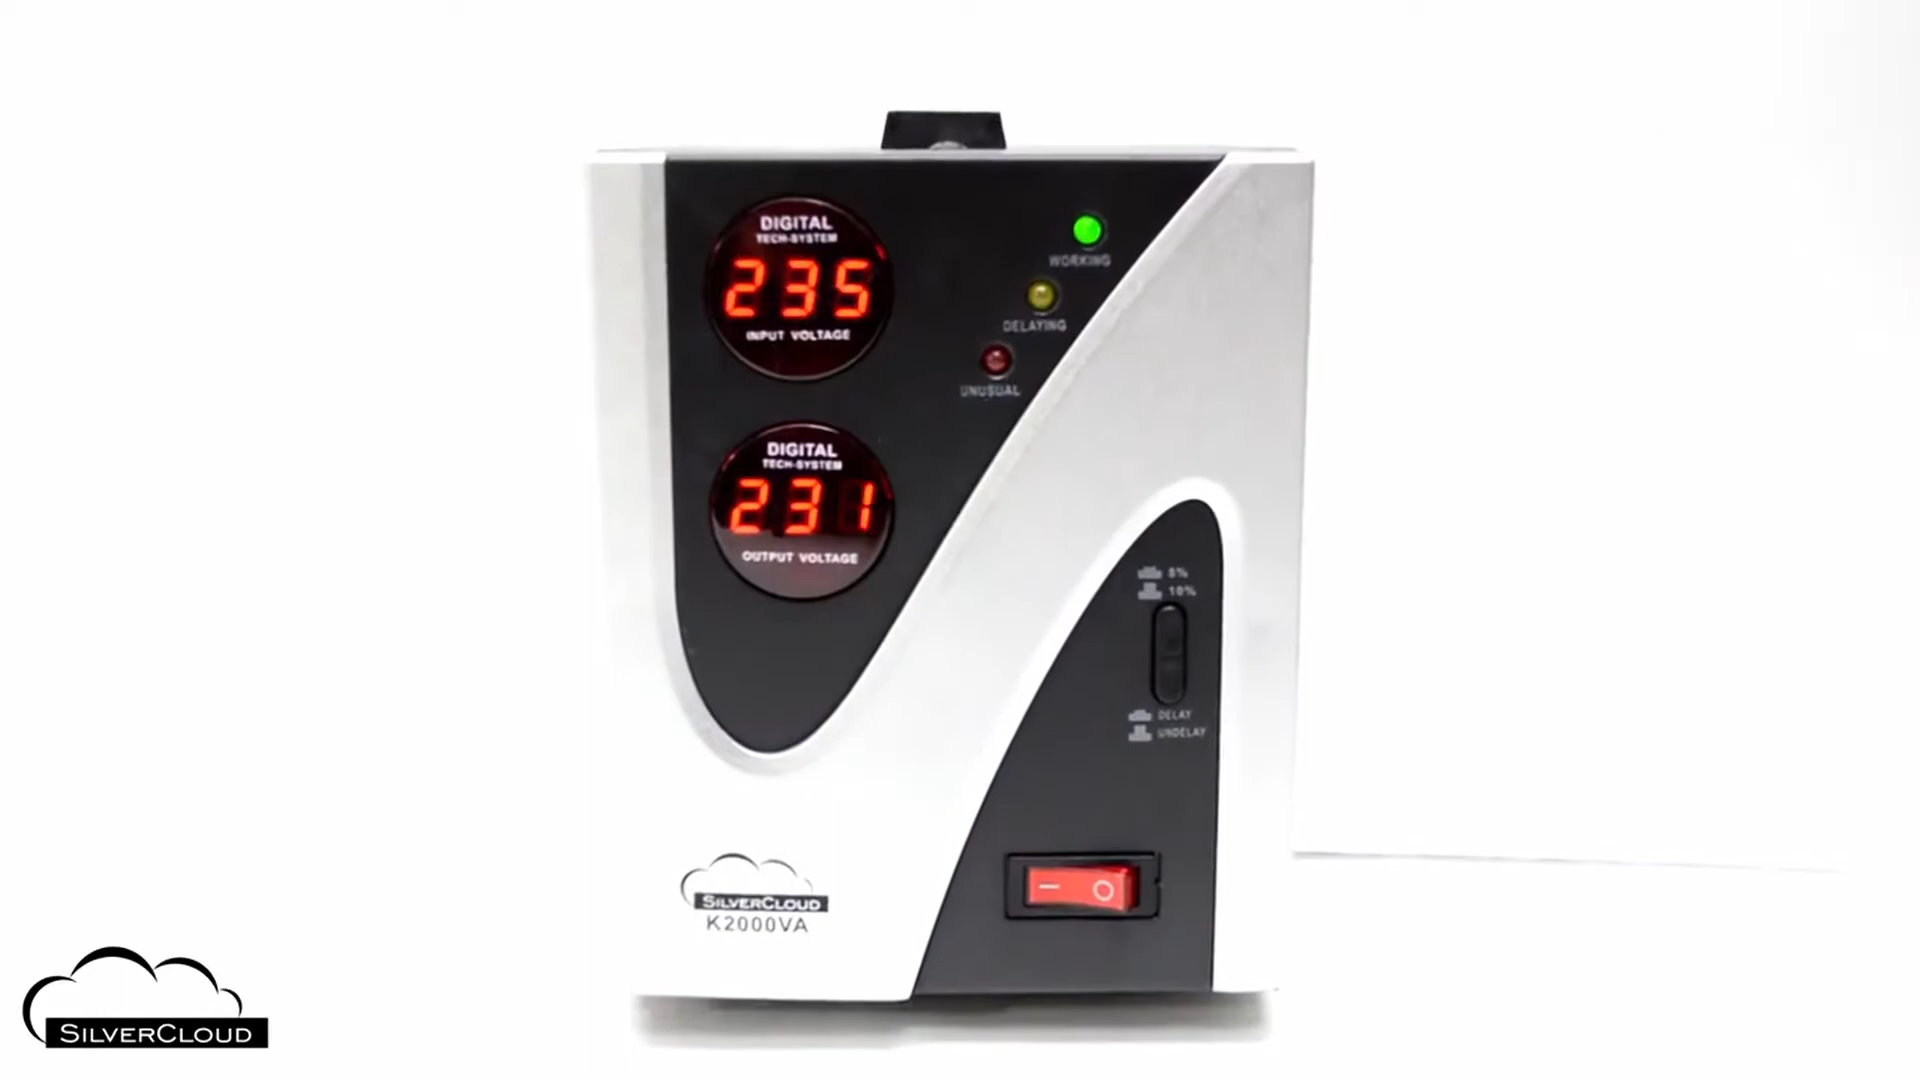 DIGITAL
TECH-SYSTEM
235
INPUT VOLTAGE
WORKING
DELAYING
UNUSUAL
DIGITAL
TECH-SYSTEM
231
OUTPUT VOLTAGE
8%
10%
DELAY
UNDELAY
SILVERCLOUD
K2000VA
SILVERCLOUD